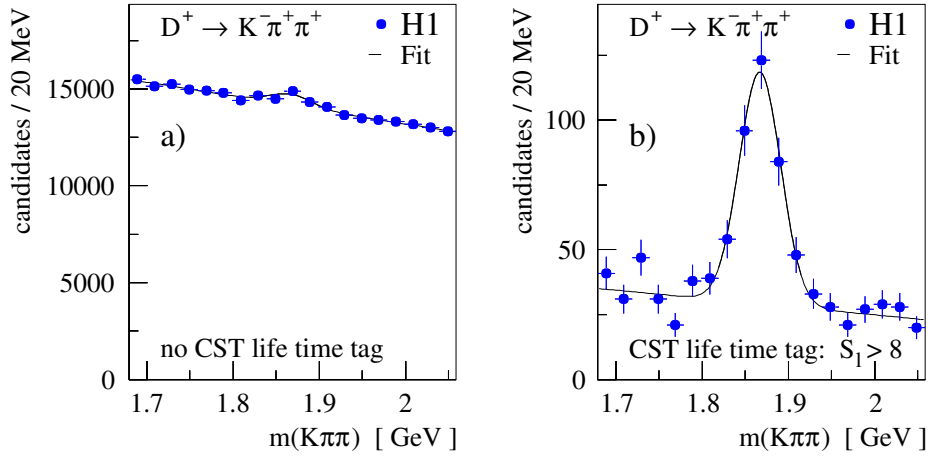 D⁺ → K⁻π⁺π⁺
H1
Fit
a)
no CST life time tag
candidates / 20 MeV
15000
10000
5000
0
1.7 1.8 1.9 2
m(Kππ) [ GeV ]
D⁺ → K⁻π⁺π⁺
H1
Fit
b)
CST life time tag: S₁ > 8
candidates / 20 MeV
100
50
0
1.7 1.8 1.9 2
m(Kππ) [ GeV ]